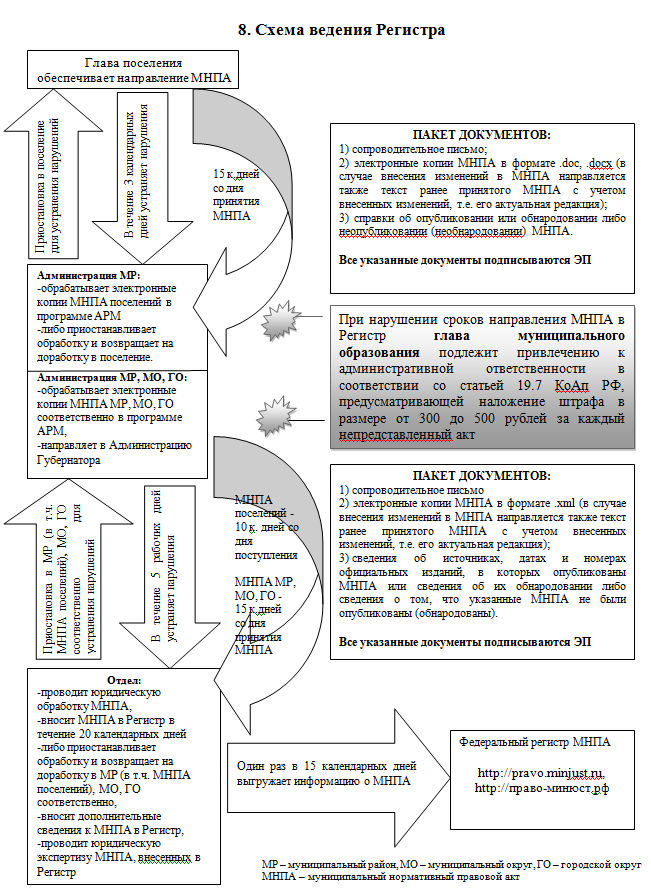 8. Схема ведения Регистра
Глава поселения
обеспечивает направление МНПА
Приостановка в поселение
для устранения нарушений
В течение 3 календарных
дней устраняет нарушения
15 к.дней
со дня
принятия
МНПА
ПАКЕТ ДОКУМЕНТОВ:
1) сопроводительное письмо;
2) электронные копии МНПА в формате .doc, .docx (в
случае внесения изменений в МНПА направляется
также текст ранее принятого МНПА с учетом
внесенных изменений, т.е. его актуальная редакция);
3) справки об опубликовании или обнародовании либо
неопубликовании (необнародовании) МНПА.
Все указанные документы подписываются ЭП
Администрация МР:
-обрабатывает электронные
копии МНПА поселений в
программе АРМ
-либо приостанавливает
обработку и возвращает на
доработку в поселение.
При нарушении сроков направления МНПА в
Регистр глава муниципального
образования подлежит привлечению к
административной ответственности в
соответствии со статьей 19.7 КоАп РФ,
предусматривающей наложение штрафа в
размере от 300 до 500 рублей за каждый
непредставленный акт
Администрация МР, МО, ГО:
-обрабатывает электронные
копии МНПА МР, МО, ГО
соответственно в программе
АРМ,
-направляет в Администрацию
Губернатора
Приостановка в МР (в т.ч.
МНПА поселений), МО, ГО
соответственно для
устранения нарушений
В течение 5 рабочих дней
устраняет нарушения
МНПА
поселений -
10 к. дней со
дня
поступления
МНПА МР,
МО, ГО -
15 к.дней
со дня
принятия
МНПА
ПАКЕТ ДОКУМЕНТОВ:
1) сопроводительное письмо
2) электронные копии МНПА в формате .xml (в случае
внесения изменений в МНПА направляется также текст
ранее принятого МНПА с учетом внесенных
изменений, т.е. его актуальная редакция);
3) сведения об источниках, датах и номерах
официальных изданий, в которых опубликованы
МНПА или сведения об их обнародовании либо
сведения о том, что указанные МНПА не были
опубликованы (обнародованы).
Все указанные документы подписываются ЭП
Отдел:
-проводит юридическую
обработку МНПА,
-вносит МНПА в Регистр в
течение 20 календарных дней
-либо приостанавливает
обработку и возвращает на
доработку в МР (в т.ч. МНПА
поселений), МО, ГО
соответственно,
-вносит дополнительные
сведения к МНПА в Регистр,
-проводит юридическую
экспертизу МНПА, внесенных в
Регистр
Один раз в 15 календарных дней
выгружает информацию о МНПА
Федеральный регистр МНПА
http://pravo.minjust.ru,
http://право-минюст.рф
МР – муниципальный район, МО – муниципальный округ, ГО – городской округ
МНПА – муниципальный нормативный правовой акт